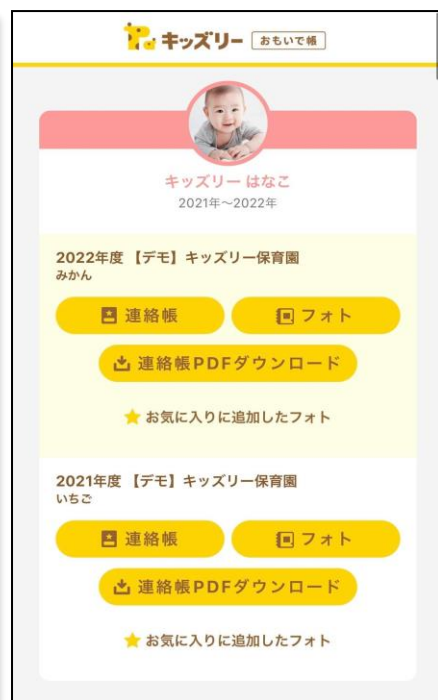 キッズリー おもいで帳
キッズリー はなこ
2021年～2022年
2022年度 【デモ】キッズリー保育園
みかん
連絡帳 フォト
連絡帳PDFダウンロード
お気に入りに追加したフォト
2021年度 【デモ】キッズリー保育園
いちご
連絡帳 フォト
連絡帳PDFダウンロード
お気に入りに追加したフォト